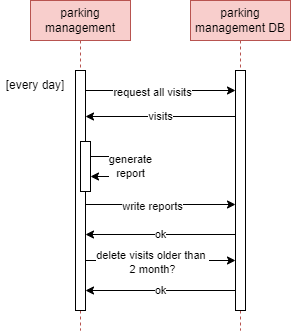 parking
management
parking
management DB
[every day]
request all visits
visits
generate
report
write reports
ok
delete visits older than
2 month?
ok